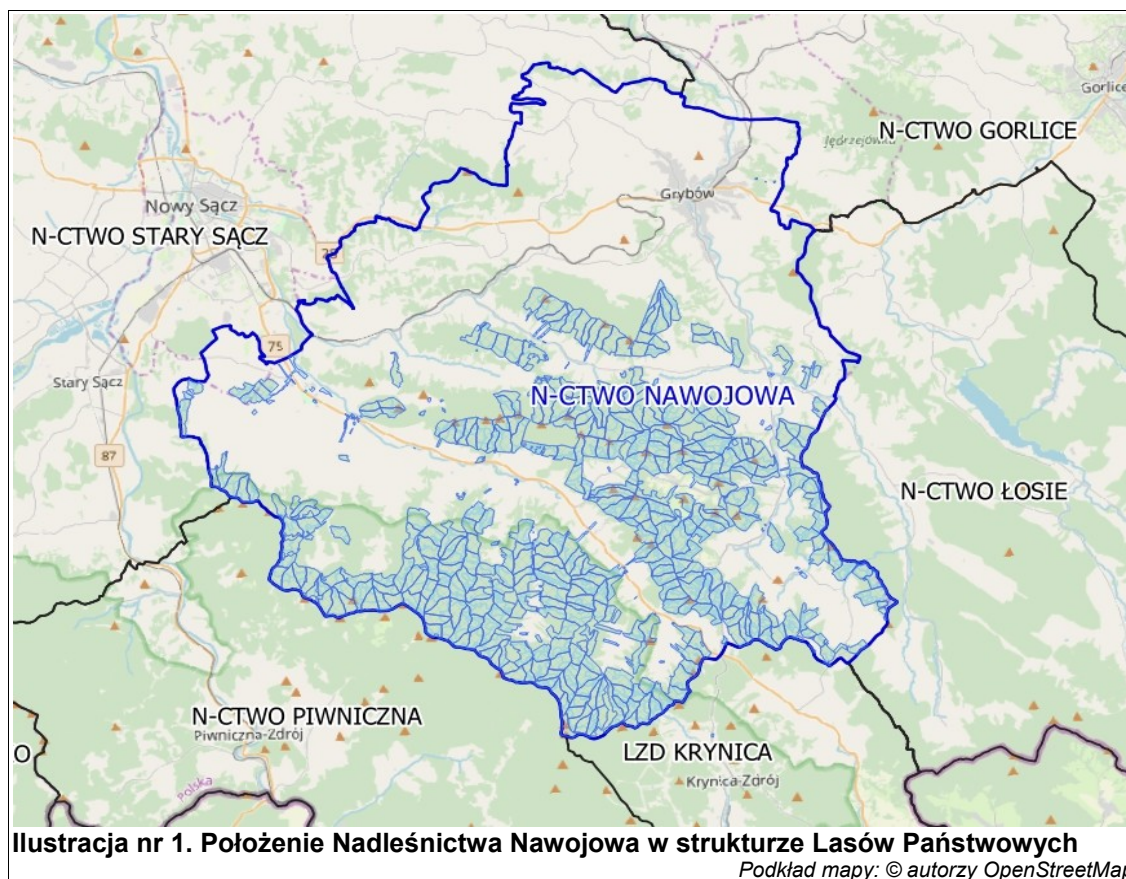 Gorlice
N-CTWO GORLICE
Jędrzejówka
Grybów
Nowy Sącz
N-CTWO STARY SĄCZ
28
75
Stary Sącz
N-CTWO NAWOJOWA
87
N-CTWO ŁOSIE
N-CTWO PIWNICZNA
Piwniczna-Zdrój
O
LZD KRYNICA
Krynica-Zdrój
Polska
Ilustracja nr 1. Położenie Nadleśnictwa Nawojowa w strukturze Lasów Państwowych
Podkład mapy: © autorzy OpenStreetMap